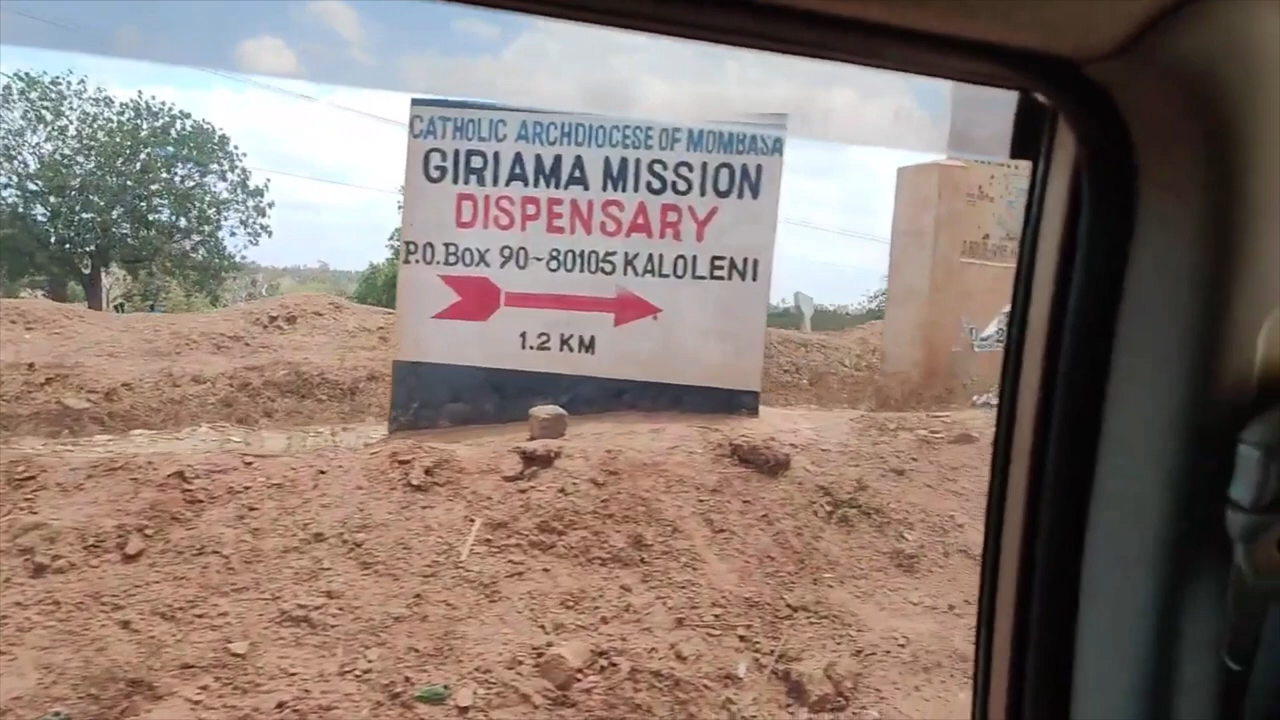 CATHOLIC ARCHDIOCESE OF MOMBASA
GIRIAMA MISSION
DISPENSARY
P.O.Box 90~80105 KALOLENI
1.2 KM